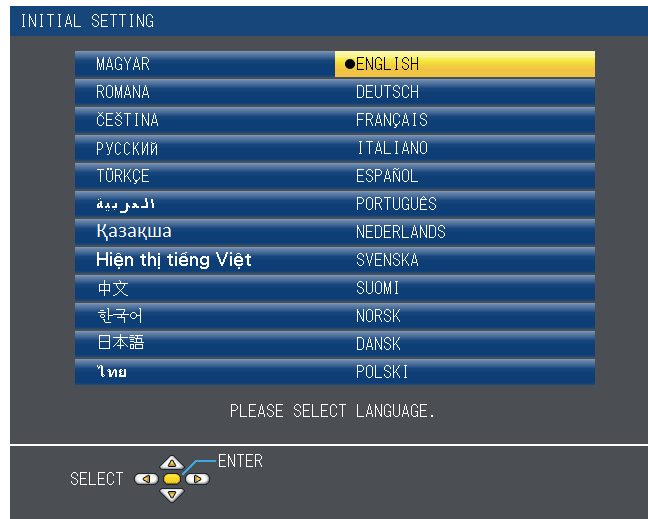 INITIAL SETTING
MAGYAR ●ENGLISH
ROMANA DEUTSCH
ČEŠTINA FRANÇAIS
РУССКИЙ ITALIANO
TÜRKÇE ESPAÑOL
العربية PORTUGUÊS
Қазақша NEDERLANDS
Hiện thị tiếng Việt SVENSKA
中文 SUOMI
한국어 NORSK
日本語 DANSK
ไทย POLSKI
PLEASE SELECT LANGUAGE.
ENTER
SELECT